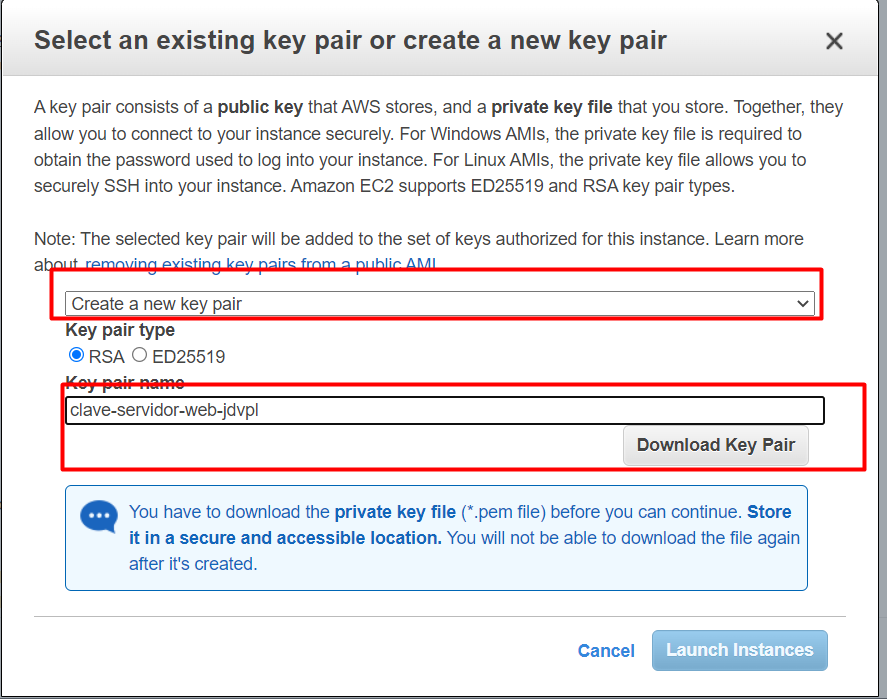 Select an existing key pair or create a new key pair
A key pair consists of a public key that AWS stores, and a private key file that you store. Together, they
allow you to connect to your instance securely. For Windows AMIs, the private key file is required to
obtain the password used to log into your instance. For Linux AMIs, the private key file allows you to
securely SSH into your instance. Amazon EC2 supports ED25519 and RSA key pair types.
Note: The selected key pair will be added to the set of keys authorized for this instance. Learn more
about removing existing key pairs from a public AMI
Create a new key pair
Key pair type
RSA ED25519
Key pair name
clave-servidor-web-jdvpl
Download Key Pair
You have to download the private key file (*.pem file) before you can continue. Store
it in a secure and accessible location. You will not be able to download the file again
after it's created.
Cancel Launch Instances